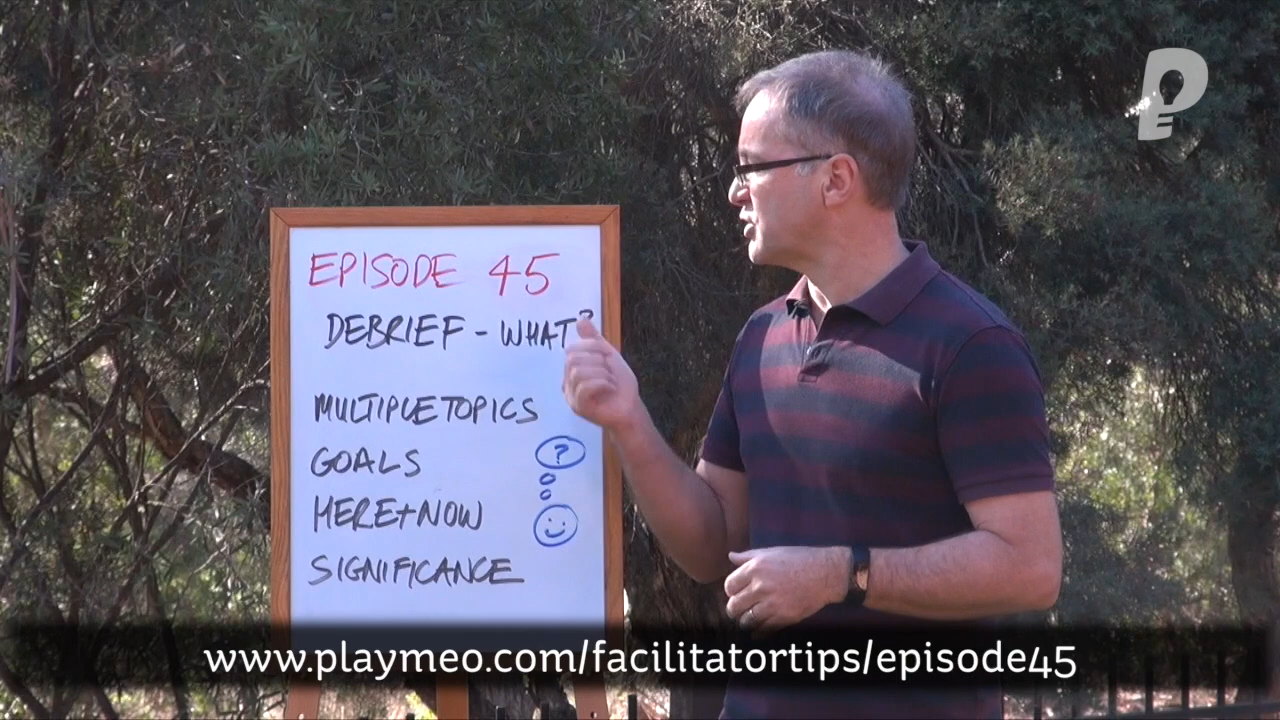 EPISODE 45
DEBRIEF - WHAT?
MULTIPLE TOPICS
GOALS
?
HERE+NOW
SIGNIFICANCE
www.playmeo.com/facilitatortips/episode45